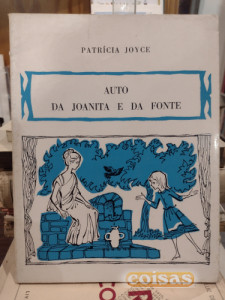 PATRÍCIA JOYCE
AUTO
DA JOANITA E DA FONTE
coisas